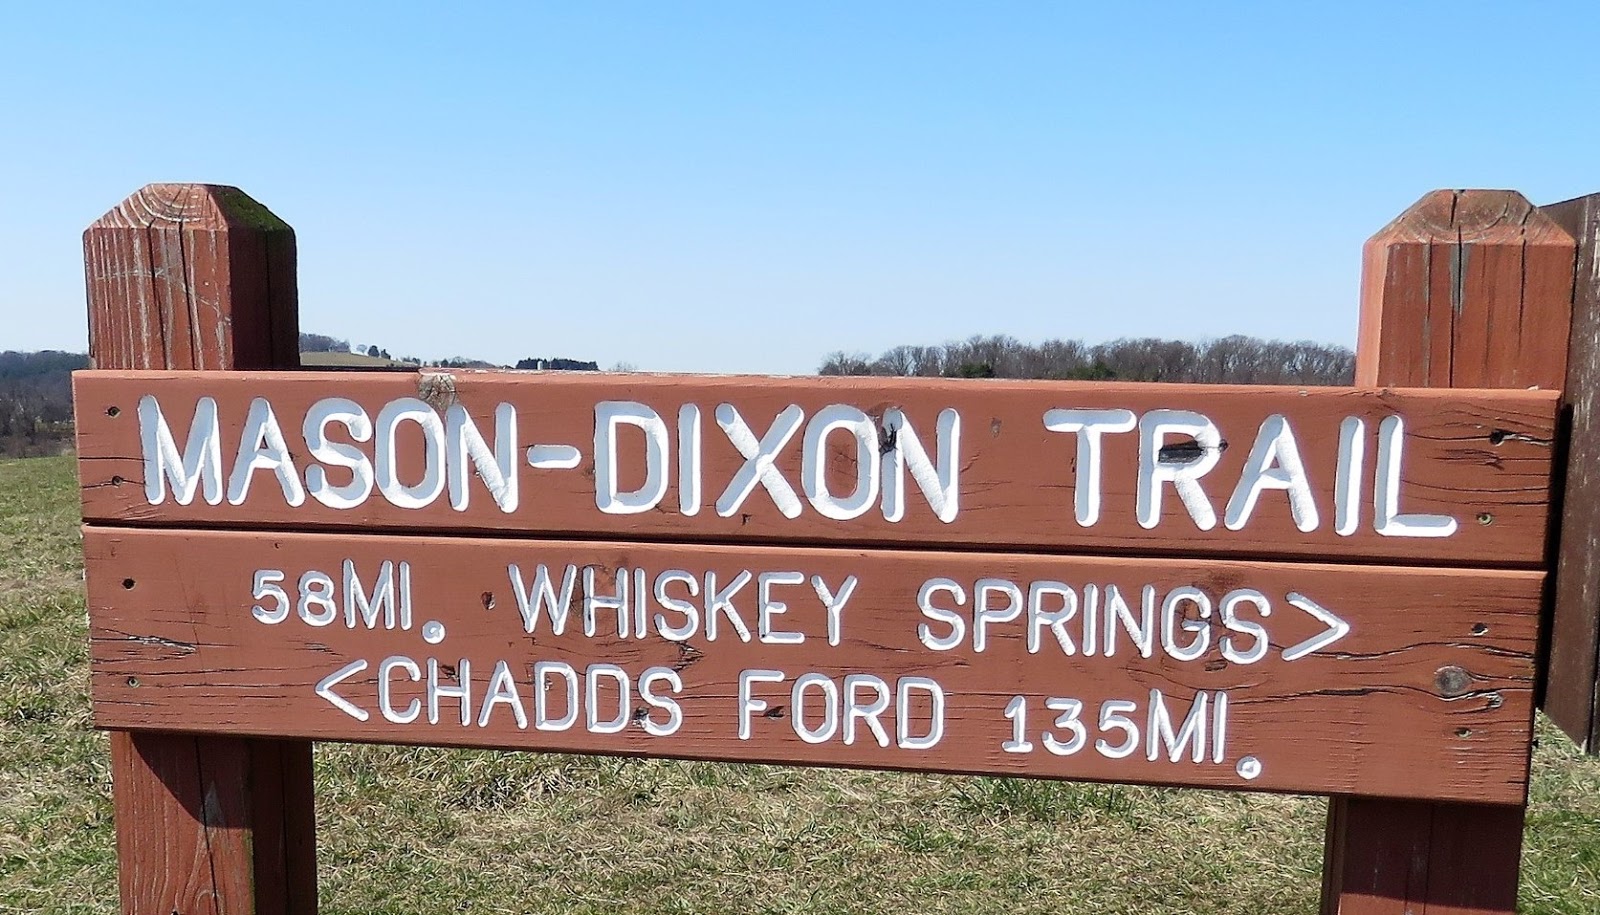 MASON-DIXON TRAIL
58MI. WHISKEY SPRINGS>
<CHADDS FORD 135MI.